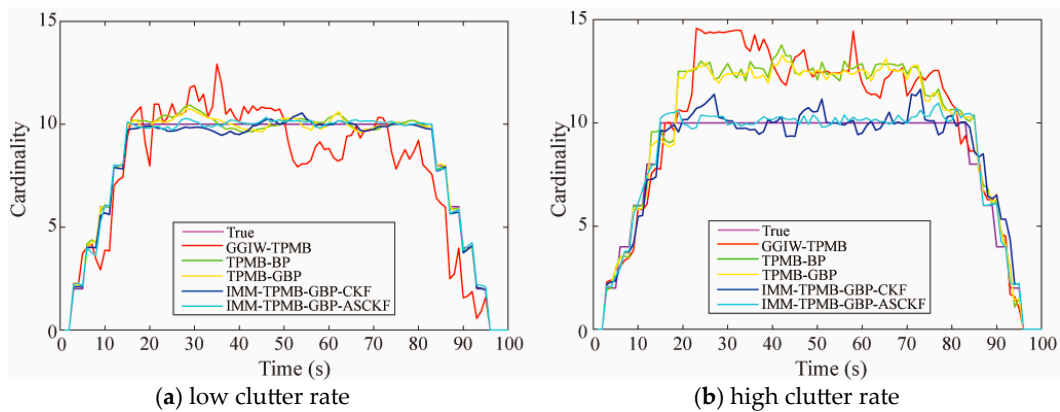 15
10
5
0
Cardinality
0 10 20 30 40 50 60 70 80 90 100
Time (s)
True
GGIW-TPMB
TPMB-BP
TPMB-GBP
IMM-TPMB-GBP-CKF
IMM-TPMB-GBP-ASCKF
(a) low clutter rate
15
10
5
0
Cardinality
0 10 20 30 40 50 60 70 80 90 100
Time (s)
True
GGIW-TPMB
TPMB-BP
TPMB-GBP
IMM-TPMB-GBP-CKF
IMM-TPMB-GBP-ASCKF
(b) high clutter rate